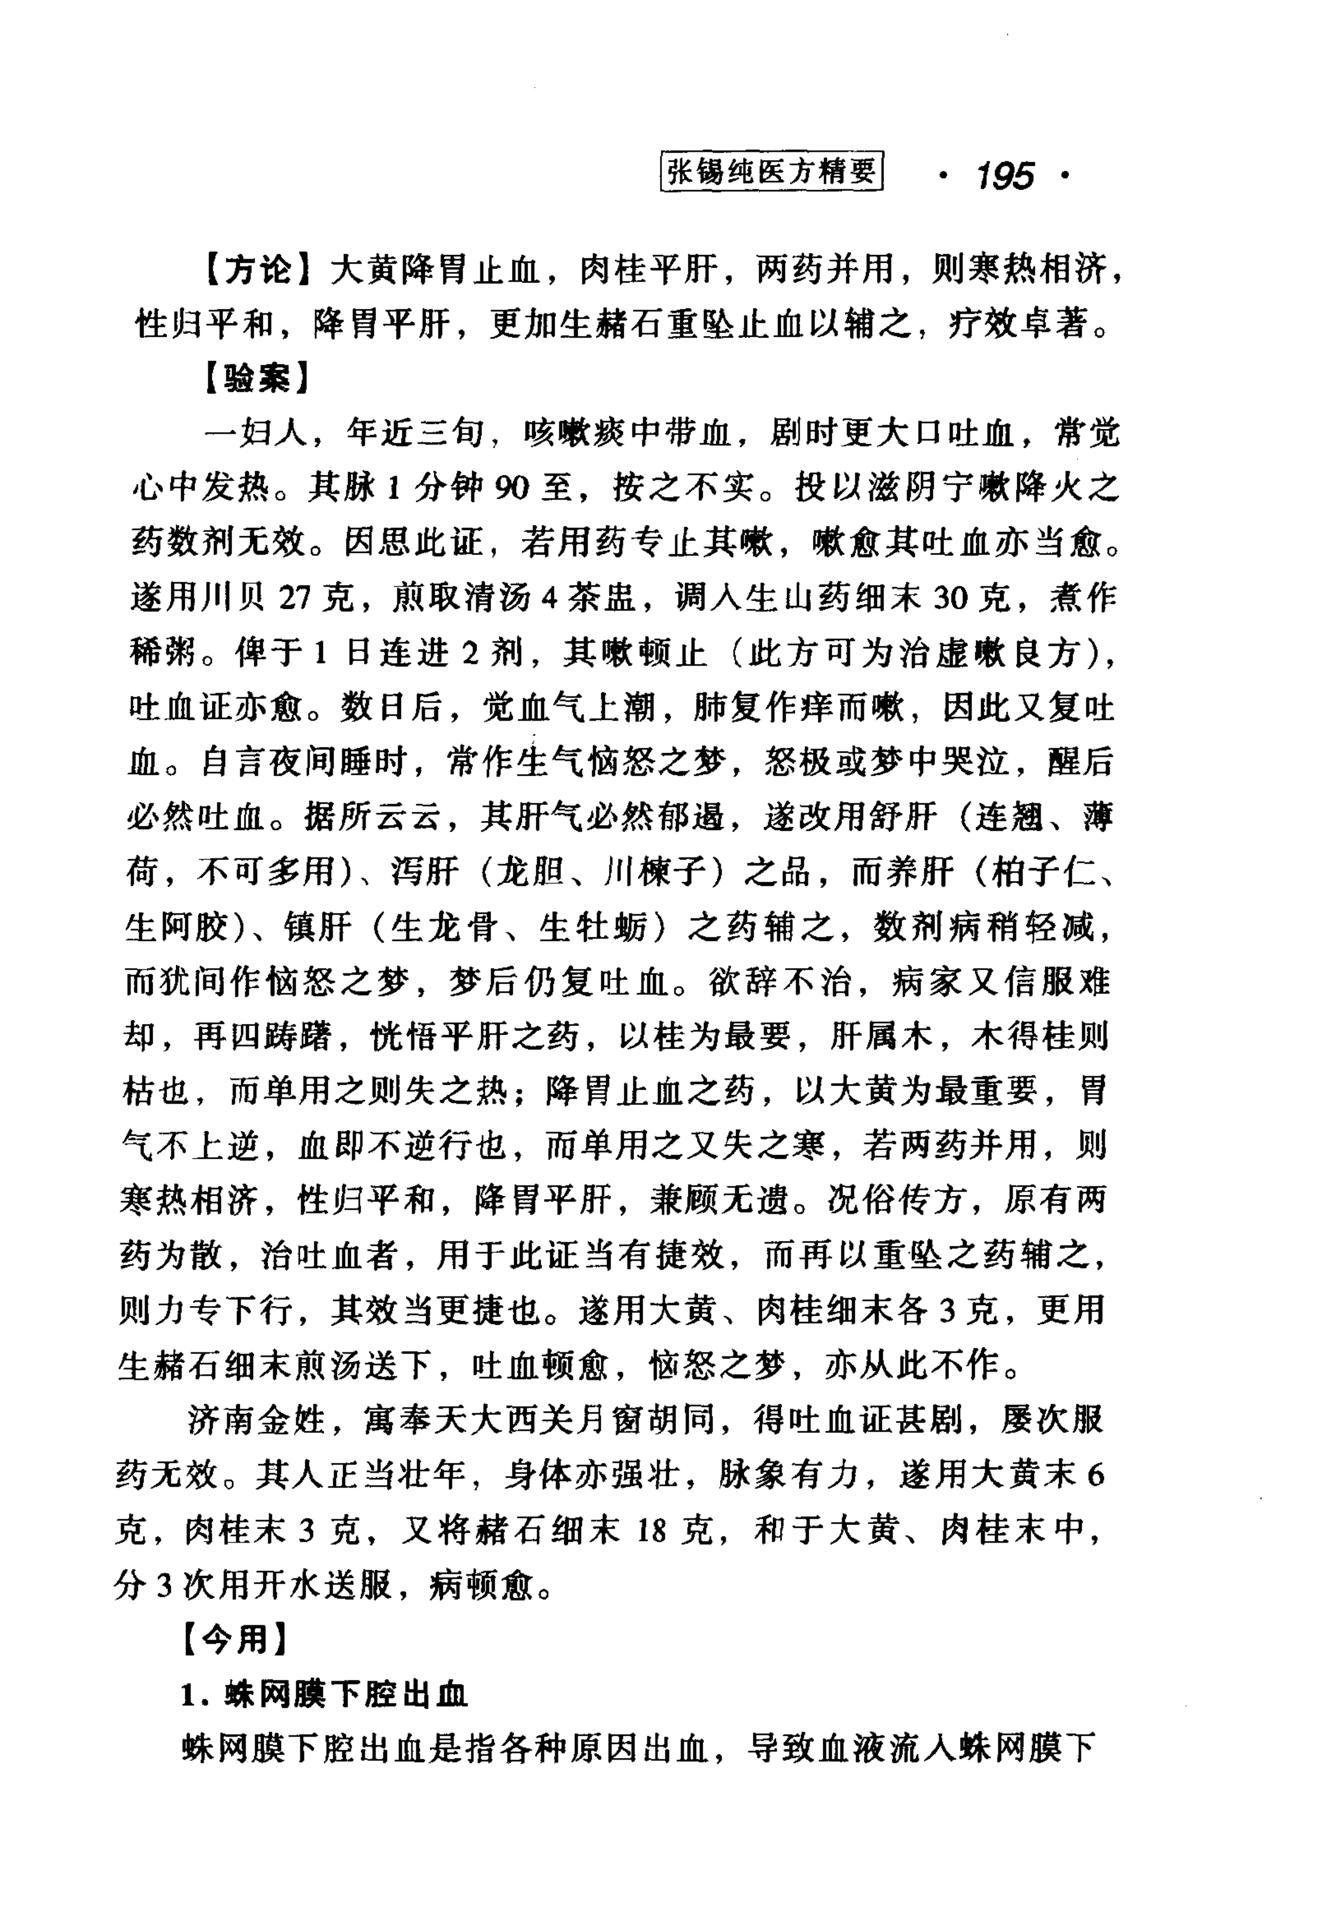 张锡纯医方精要 · 195 ·
【方论】大黄降胃止血，肉桂平肝，两药并用，则寒热相济，
性归平和，降胃平肝，更加生赭石重坠止血以辅之，疗效卓著。
【验案】
一妇人，年近三旬，咳嗽痰中带血，剧时更大口吐血，常觉
心中发热。其脉1分钟90至，按之不实。投以滋阴宁嗽降火之
药数剂无效。因思此证，若用药专止其嗽，嗽愈其吐血亦当愈。
遂用川贝27克，煎取清汤4茶盅，调入生山药细末30克，煮作
稀粥。俾于1日连进2剂，其嗽顿止（此方可为治虚嗽良方），
吐血证亦愈。数日后，觉血气上潮，肺复作痒而嗽，因此又复吐
血。自言夜间睡时，常作生气恼怒之梦，怒极或梦中哭泣，醒后
必然吐血。据所云云，其肝气必然郁遏，遂改用舒肝（连翘、薄
荷，不可多用）、泻肝（龙胆、川楝子）之品，而养肝（柏子仁、
生阿胶）、镇肝（生龙骨、生牡蛎）之药辅之，数剂病稍轻减，
而犹间作恼怒之梦，梦后仍复吐血。欲辞不治，病家又信服难
却，再四踌躇，恍悟平肝之药，以桂为最要，肝属木，木得桂则
枯也，而单用之则失之热；降胃止血之药，以大黄为最重要，胃
气不上逆，血即不逆行也，而单用之又失之寒，若两药并用，则
寒热相济，性归平和，降胃平肝，兼顾无遗。况俗传方，原有两
药为散，治吐血者，用于此证当有捷效，而再以重坠之药辅之，
则力专下行，其效当更捷也。遂用大黄、肉桂细末各3克，更用
生赭石细末煎汤送下，吐血顿愈，恼怒之梦，亦从此不作。
济南金姓，寓奉天大西关月窗胡同，得吐血证甚剧，屡次服
药无效。其人正当壮年，身体亦强壮，脉象有力，遂用大黄末6
克，肉桂末3克，又将赭石细末18克，和于大黄、肉桂末中，
分3次用开水送服，病顿愈。
【今用】
1. 蛛网膜下腔出血
蛛网膜下腔出血是指各种原因出血，导致血液流入蛛网膜下